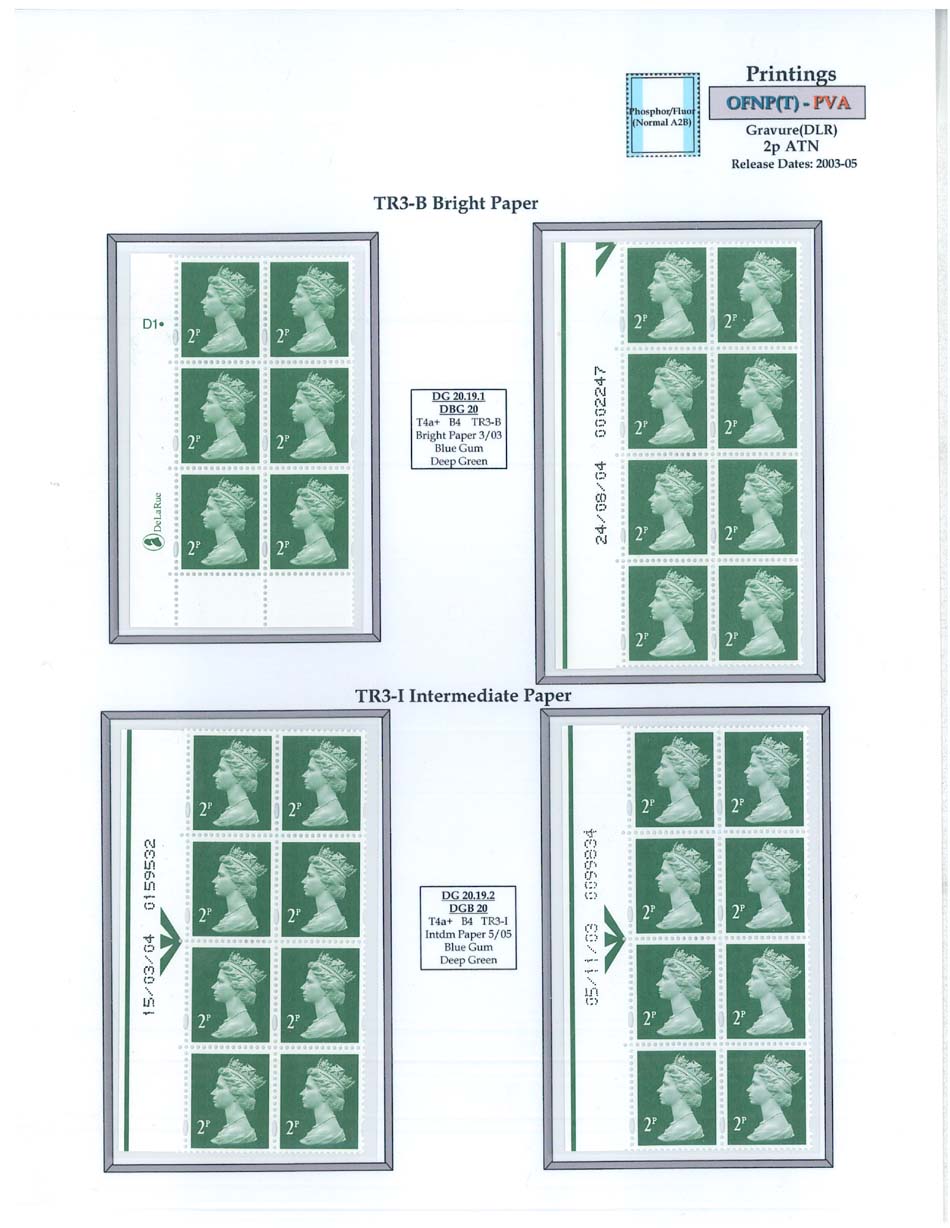 Printings
Phosphor/Fluor
(Normal A2B)
OFNP(T) - PVA
Gravure(DLR)
2p ATN
Release Dates: 2003-05
TR3-B Bright Paper
D1•
2P 2P
2P 2P
DeLaRue
2P 2P
DG 20.19.1
DBG 20
T4a+ B4 TR3-B
Bright Paper 3/03
Blue Gum
Deep Green
24/08/04 0002247
2P 2P
2P 2P
2P 2P
2P 2P
TR3-I Intermediate Paper
15/03/04 0159532
2P 2P
2P 2P
2P 2P
2P 2P
DG 20.19.2
DGB 20
T4a+ B4 TR3-I
Intdm Paper 5/05
Blue Gum
Deep Green
05/11/03 0099834
2P 2P
2P 2P
2P 2P
2P 2P